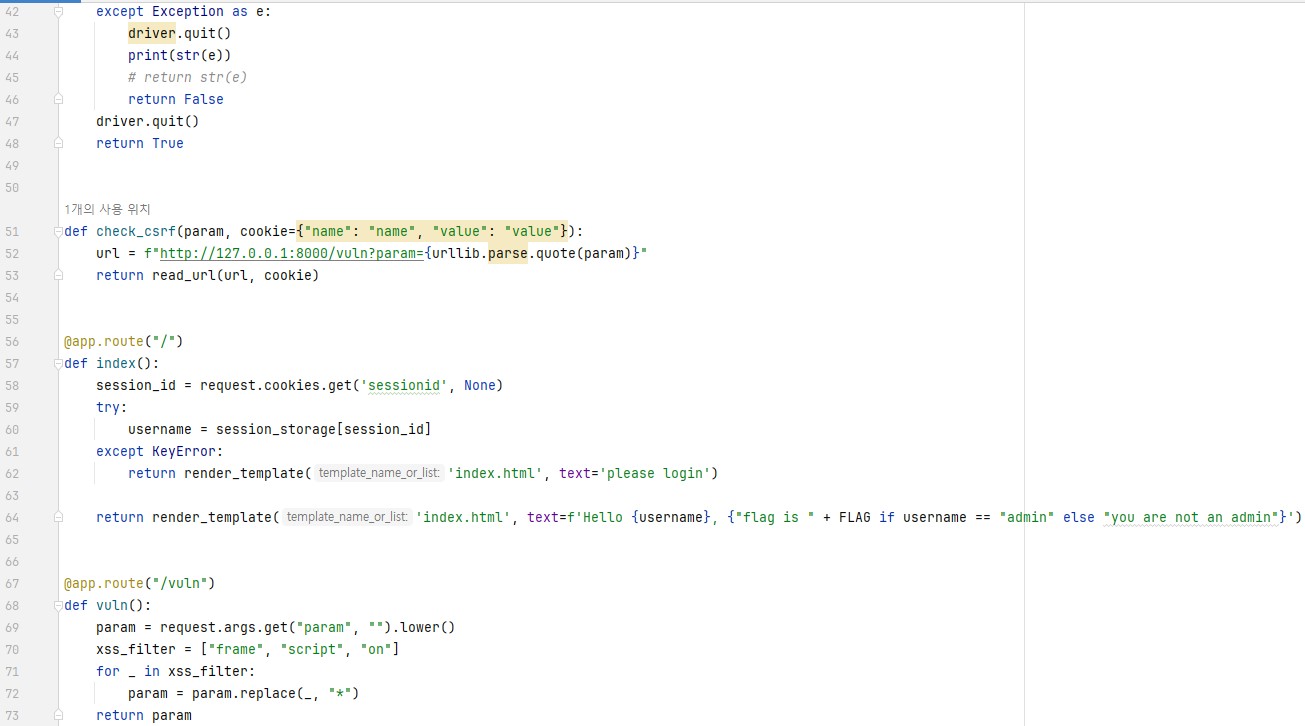 42 except Exception as e:
43 driver.quit()
44 print(str(e))
45 # return str(e)
46 return False
47 driver.quit()
48 return True
49
50
1개의 사용 위치
51 def check_csrf(param, cookie={"name": "name", "value": "value"}):
52 url = f"http://127.0.0.1:8000/vuln?param={urllib.parse.quote(param)}"
53 return read_url(url, cookie)
54
55
56 @app.route("/")
57 def index():
58 session_id = request.cookies.get('sessionid', None)
59 try:
60 username = session_storage[session_id]
61 except KeyError:
62 return render_template( template_name_or_list: 'index.html', text='please login')
63
64 return render_template( template_name_or_list: 'index.html', text=f'Hello {username}, {"flag is " + FLAG if username == "admin" else "you are not an admin"}')
65
66
67 @app.route("/vuln")
68 def vuln():
69 param = request.args.get("param", "").lower()
70 xss_filter = ["frame", "script", "on"]
71 for _ in xss_filter:
72 param = param.replace(_, "*")
73 return param